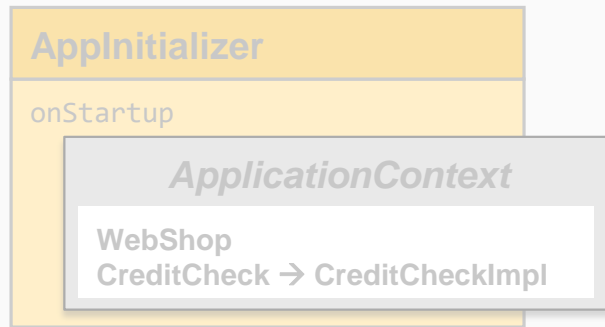 AppInitializer
onStartup
ApplicationContext
WebShop
CreditCheck → CreditCheckImpl